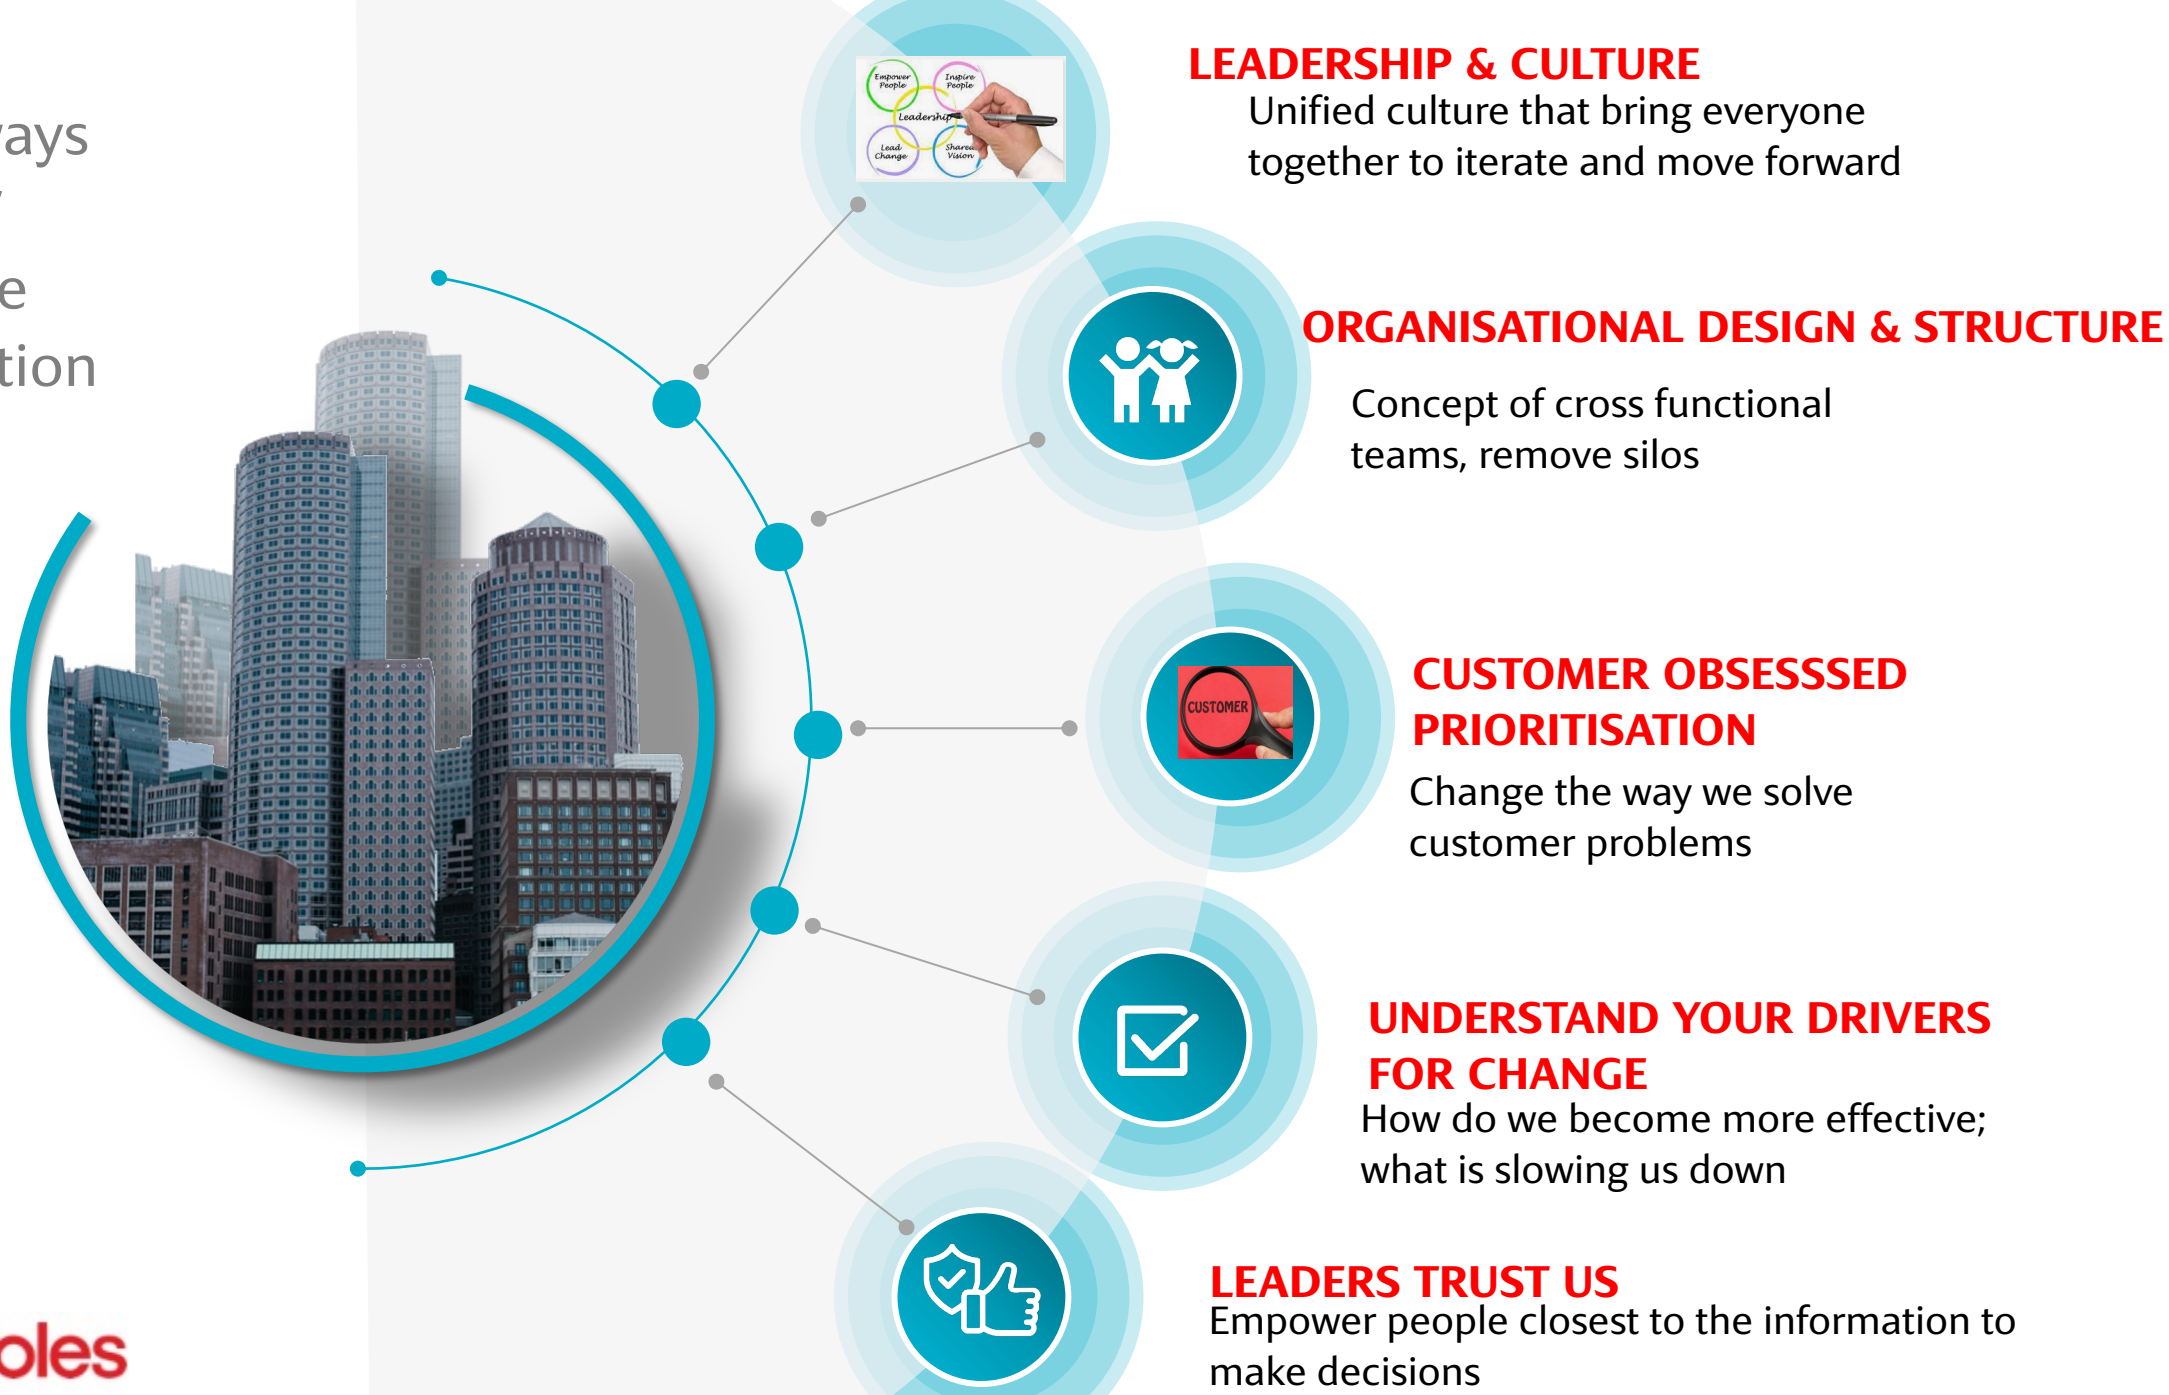 ays
e
tion
Empower
People
Inspire
People
Leadership
Lead
Change
Shared
Vision
LEADERSHIP & CULTURE
Unified culture that bring everyone
together to iterate and move forward
ORGANISATIONAL DESIGN & STRUCTURE
Concept of cross functional
teams, remove silos
CUSTOMER
CUSTOMER OBSESSSED
PRIORITISATION
Change the way we solve
customer problems
UNDERSTAND YOUR DRIVERS
FOR CHANGE
How do we become more effective;
what is slowing us down
LEADERS TRUST US
Empower people closest to the information to
make decisions
oles